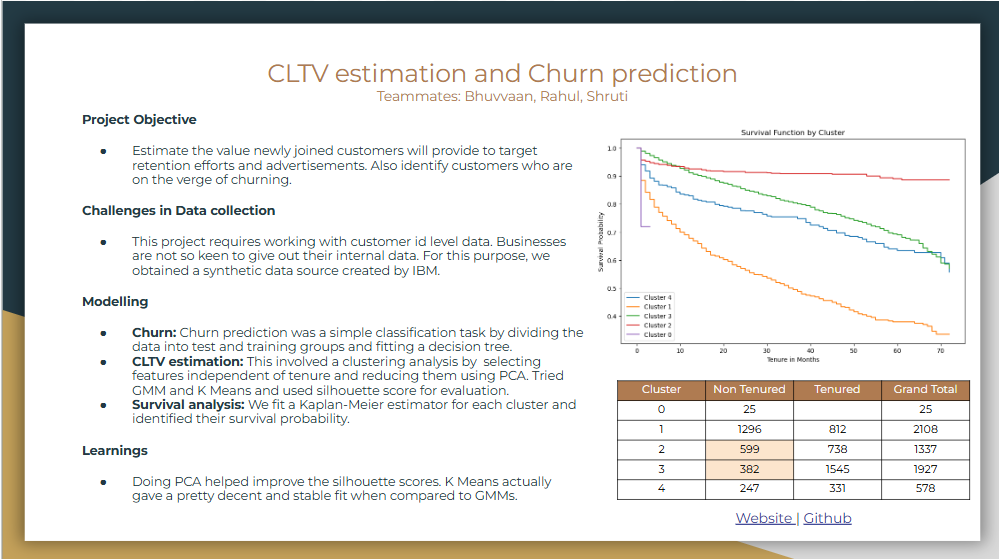 CLTV estimation and Churn prediction
Teammates: Bhuvvaan, Rahul, Shruti
Project Objective
● Estimate the value newly joined customers will provide to target
retention efforts and advertisements. Also identify customers who are
on the verge of churning.
Challenges in Data collection
● This project requires working with customer id level data. Businesses
are not so keen to give out their internal data. For this purpose, we
obtained a synthetic data source created by IBM.
Modelling
● Churn: Churn prediction was a simple classification task by dividing the
data into test and training groups and fitting a decision tree.
● CLTV estimation: This involved a clustering analysis by selecting
features independent of tenure and reducing them using PCA. Tried
GMM and K Means and used silhouette score for evaluation.
● Survival analysis: We fit a Kaplan-Meier estimator for each cluster and
identified their survival probability.
Learnings
● Doing PCA helped improve the silhouette scores. K Means actually
gave a pretty decent and stable fit when compared to GMMs.
Survival Function by Cluster
1.0
0.9
0.8
0.7
0.6
0.5
0.4
Survival Probability
Cluster 4
Cluster 1
Cluster 3
Cluster 2
Cluster 0
0 10 20 30 40 50 60 70
Tenure in Months
Cluster Non Tenured Tenured Grand Total
0 25 25
1 1296 812 2108
2 599 738 1337
3 382 1545 1927
4 247 331 578
Website | Github